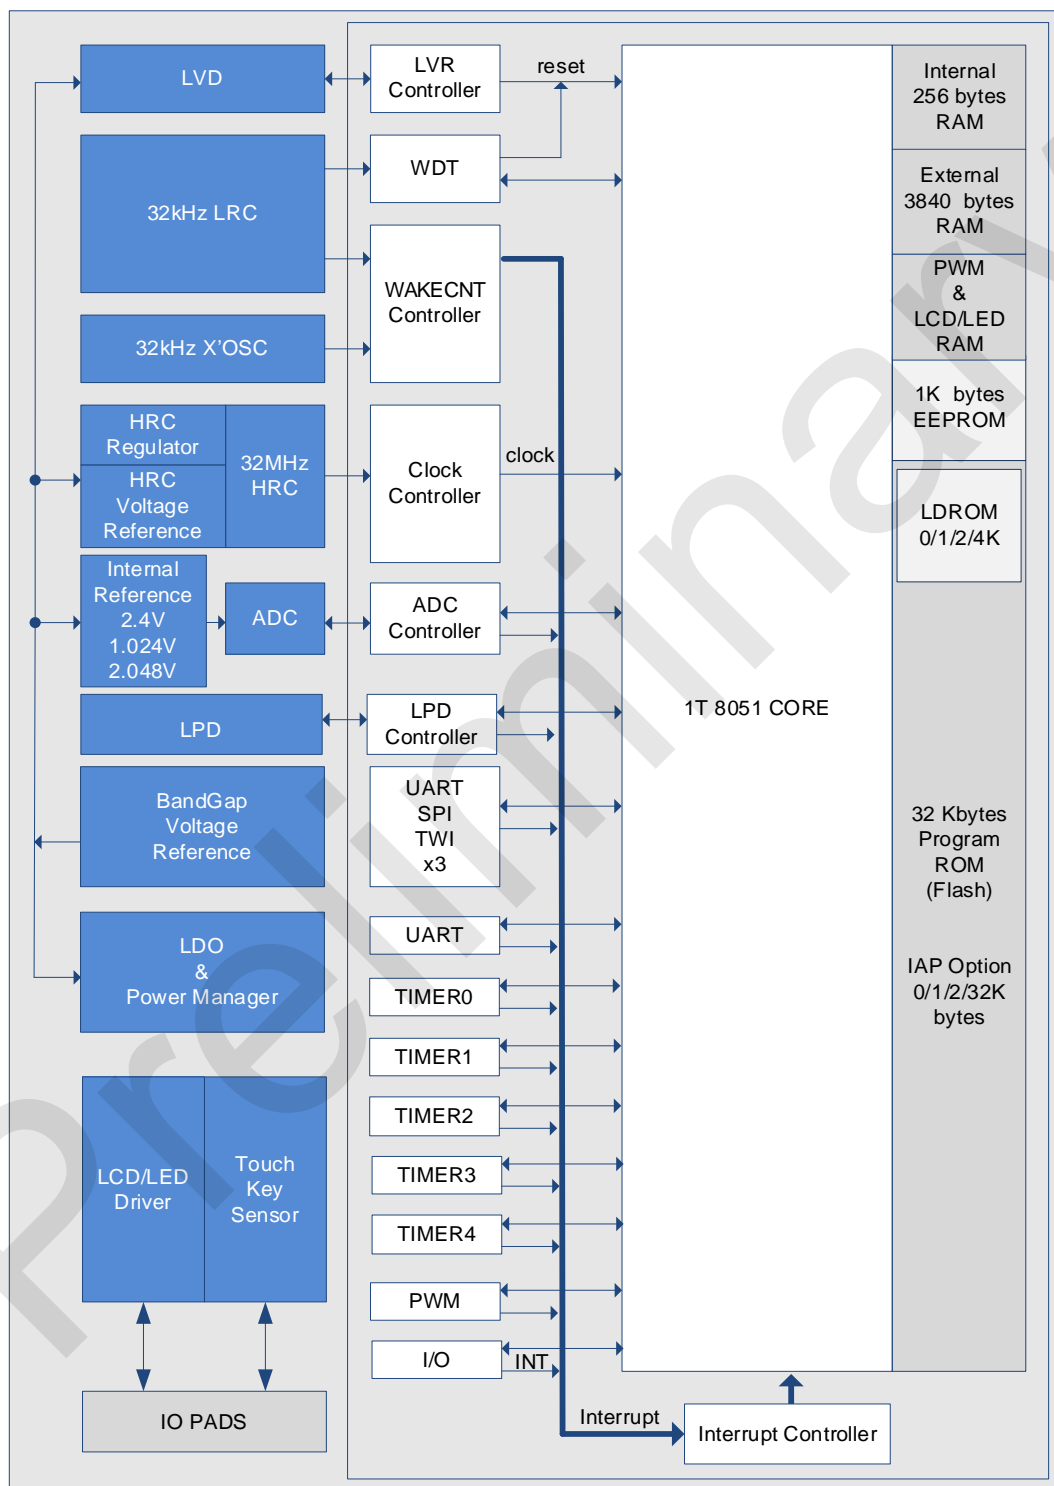 LVD
LVR
Controller
reset
Internal
256 bytes
RAM
WDT
32kHz LRC
External
3840 bytes
RAM
WAKECNT
Controller
PWM
&
LCD/LED
RAM
32kHz X'OSC
1K bytes
EEPROM
HRC
Regulator
HRC
Voltage
Reference
32MHz
HRC
Clock
Controller
clock
LDROM
0/1/2/4K
Internal
Reference
2.4V
1.024V
2.048V
ADC
ADC
Controller
LPD
LPD
Controller
1T 8051 CORE
BandGap
Voltage
Reference
UART
SPI
TWI
x3
32 Kbytes
Program
ROM
(Flash)
LDO
&
Power Manager
UART
IAP Option
0/1/2/32K
bytes
TIMER0
TIMER1
TIMER2
LCD/LED
Driver
Touch
Key
Sensor
TIMER3
TIMER4
PWM
I/O
INT
IO PADS
Interrupt
Interrupt Controller
Preliminary